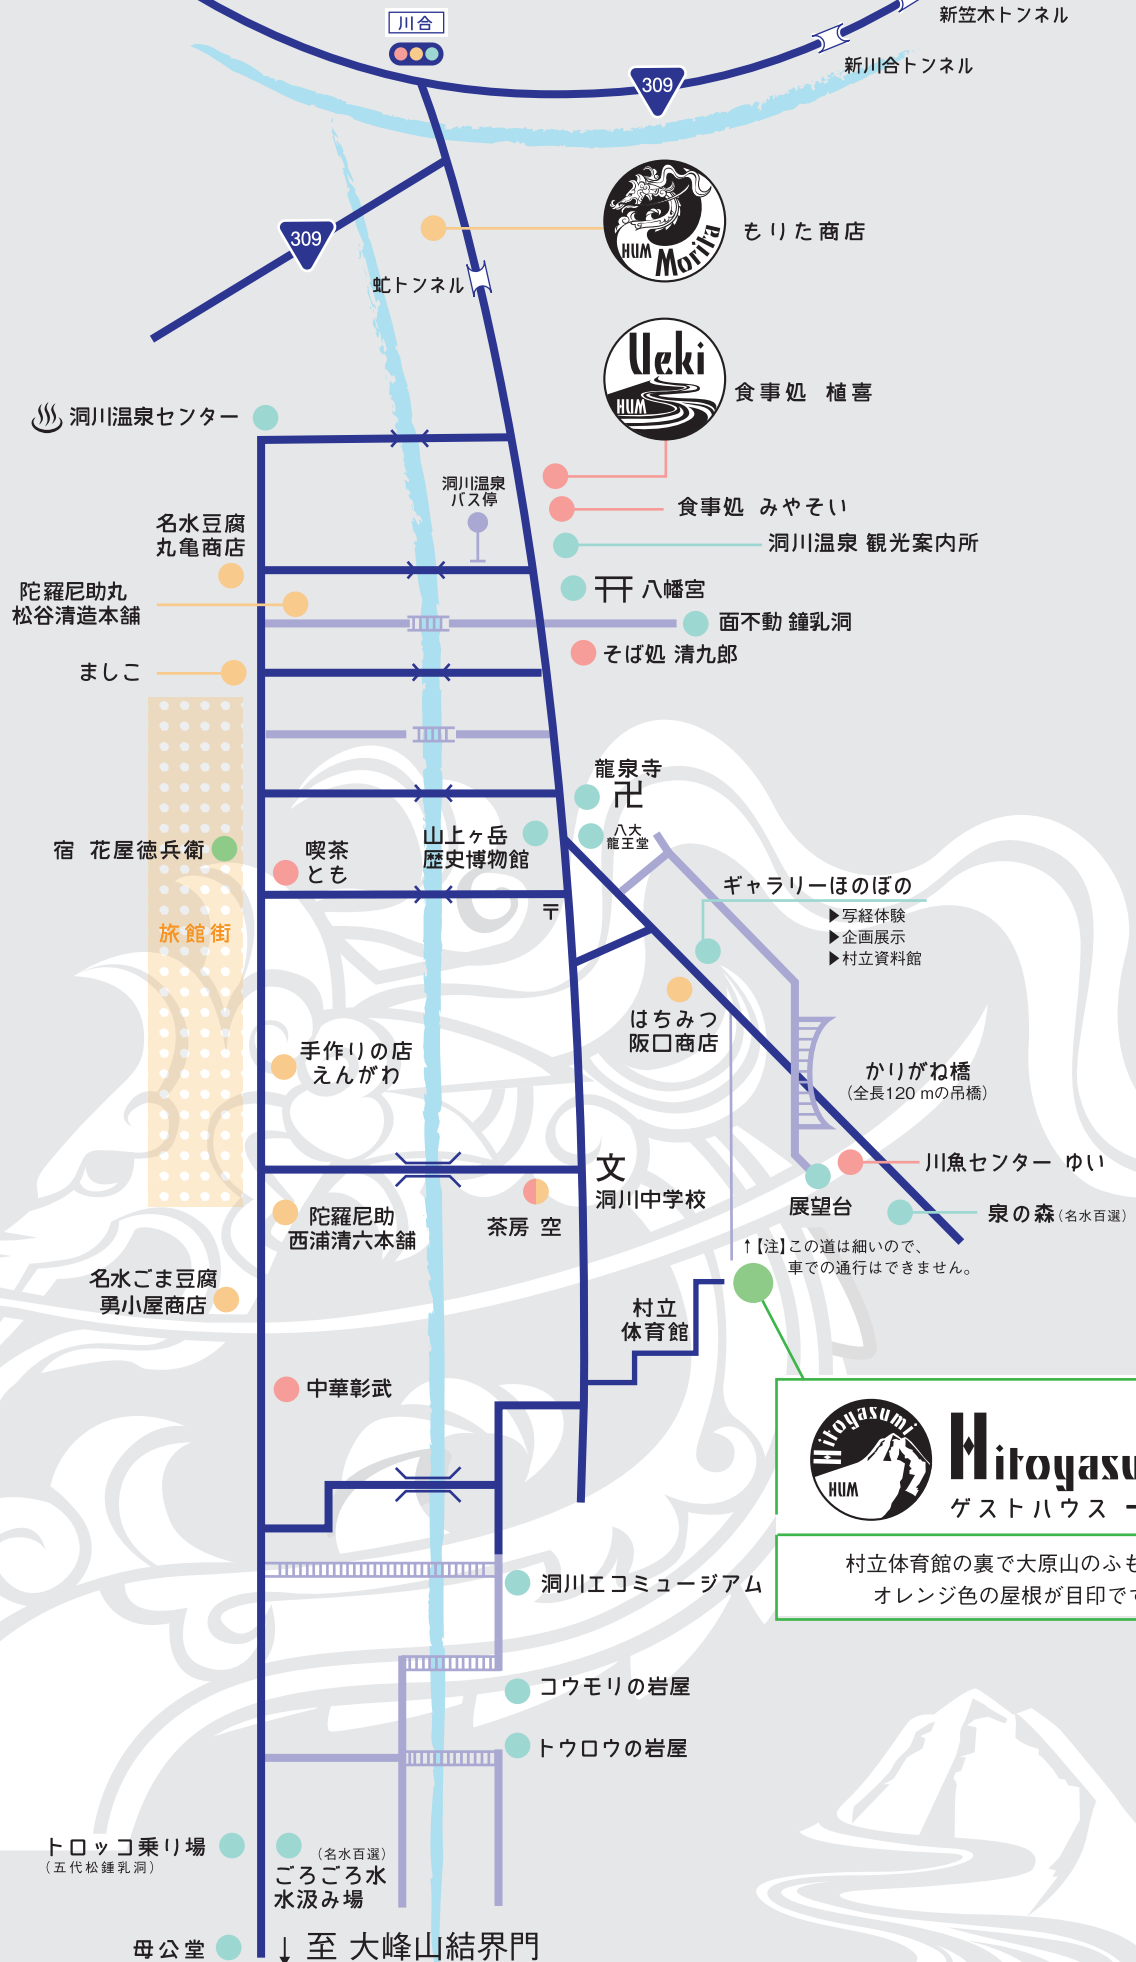 川合
新笠木トンネル
新川合トンネル
309
309
HUM
Morita
もりた商店
虹トンネル
Ueki
HUM
食事処 植喜
洞川温泉センター
洞川温泉
バス停
食事処 みやそい
名水豆腐
丸亀商店
洞川温泉 観光案内所
陀羅尼助丸
松谷清造本舗
八幡宮
面不動 鐘乳洞
そば処 清九郎
ましこ
龍泉寺
卍
八大
龍王堂
山上ヶ岳
歴史博物館
宿 花屋徳兵衛
喫茶
とも
ギャラリーほのぼの
▶写経体験
▶企画展示
▶村立資料館
〒
旅館街
はちみつ
阪口商店
手作りの店
えんがわ
かりがね橋
(全長120 mの吊橋)
文
洞川中学校
川魚センター ゆい
展望台
泉の森(名水百選)
茶房 空
陀羅尼助
西浦清六本舗
↑【注】この道は細いので、
車での通行はできません。
名水ごま豆腐
勇小屋商店
村立
体育館
中華彰武
Hitoyasumi
HUM
Hitoyasu
ゲストハウス ー
村立体育館の裏で大原山のふも
オレンジ色の屋根が目印です
洞川エコミュージアム
コウモリの岩屋
トウロウの岩屋
トロッコ乗り場
(五代松鍾乳洞)
(名水百選)
ごろごろ水
水汲み場
母公堂
↓ 至 大峰山結界門